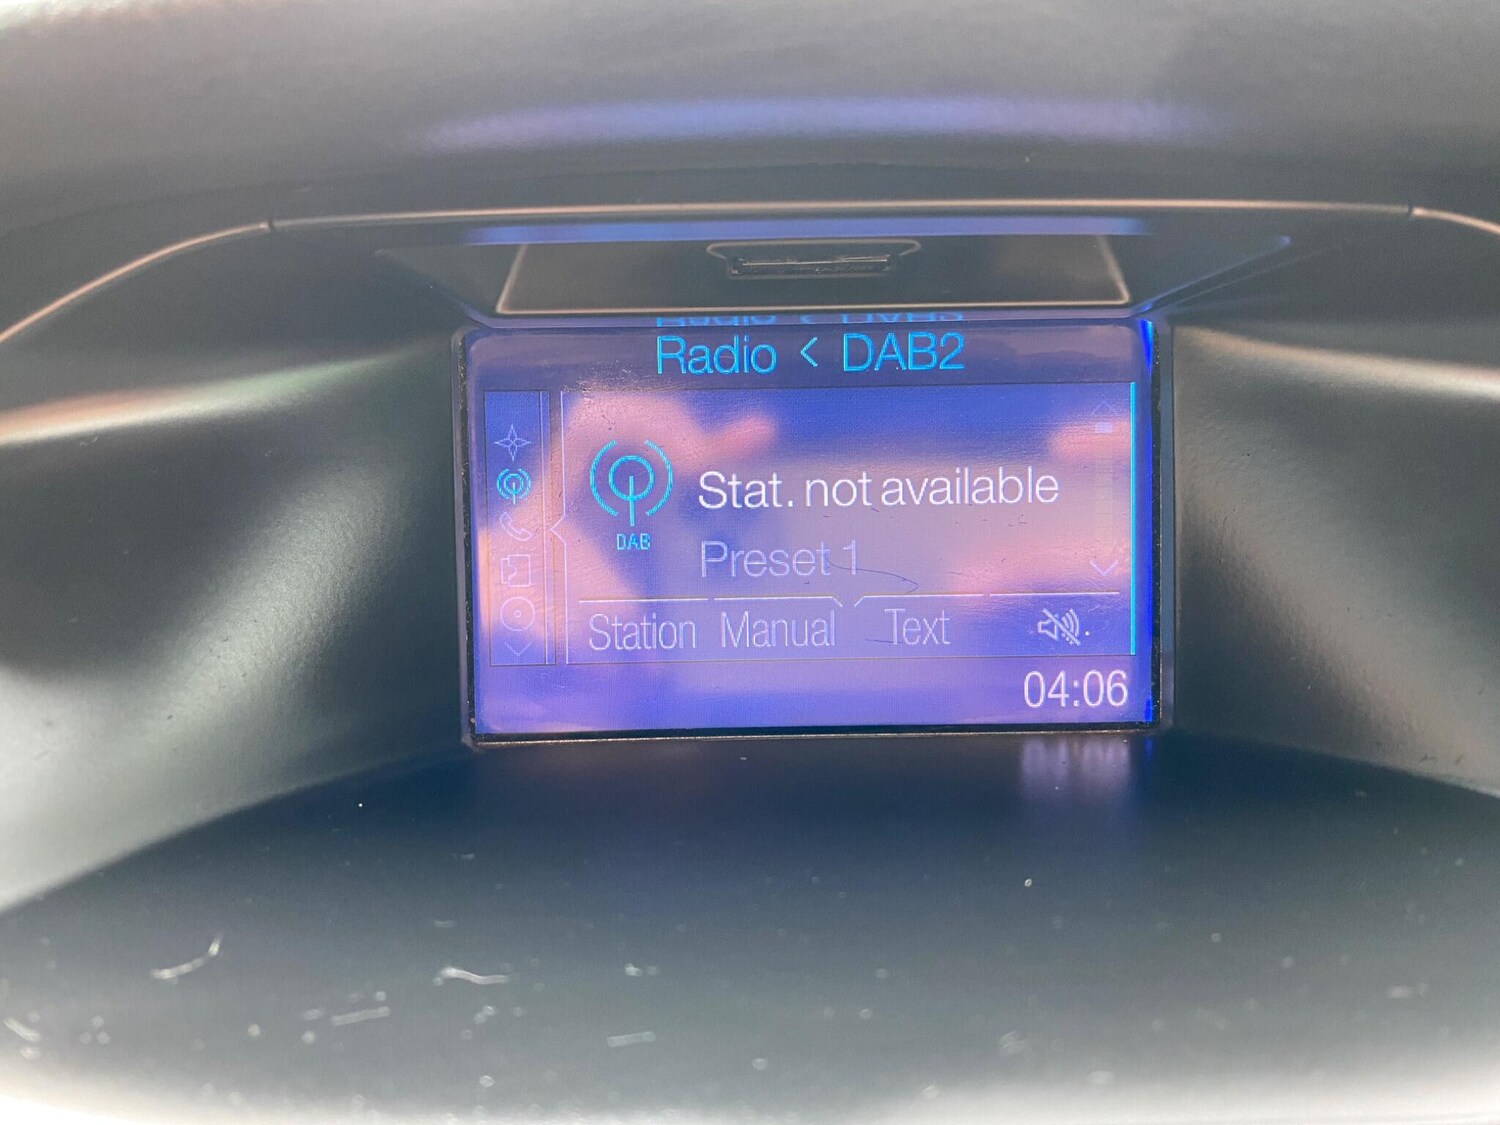 Radio < DAB2
DAB
Stat. not available
Preset 1
Station Manual Text
04:06